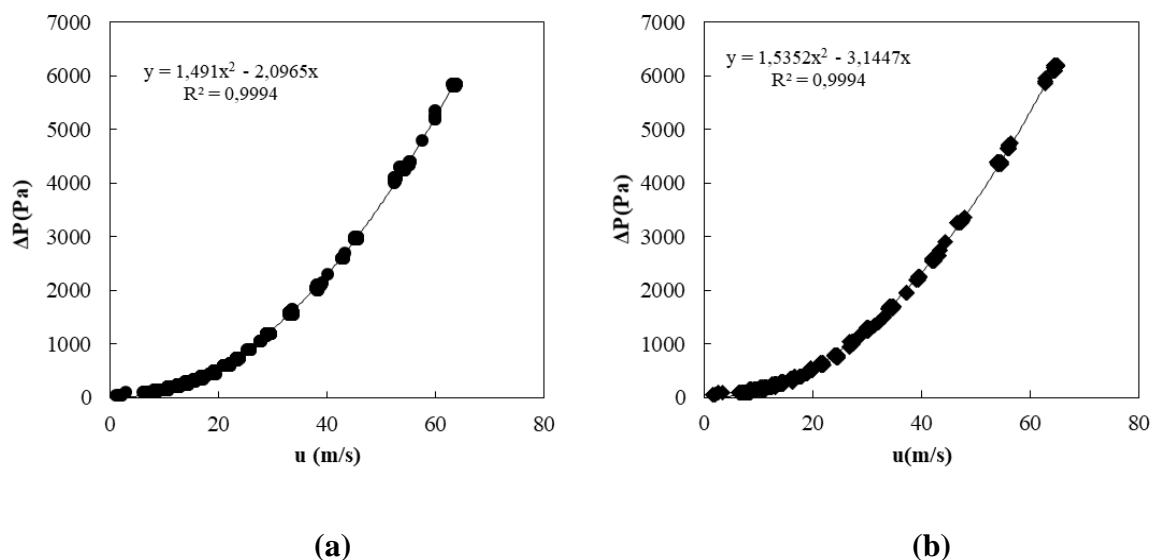 7000
6000
5000
4000
3000
2000
1000
0
ΔP(Pa)
y = 1,491x² - 2,0965x
R² = 0,9994
0 20 40 60 80
u (m/s)
(a)
7000
6000
5000
4000
3000
2000
1000
0
ΔP(Pa)
y = 1,5352x² - 3,1447x
R² = 0,9994
0 20 40 60 80
u(m/s)
(b)